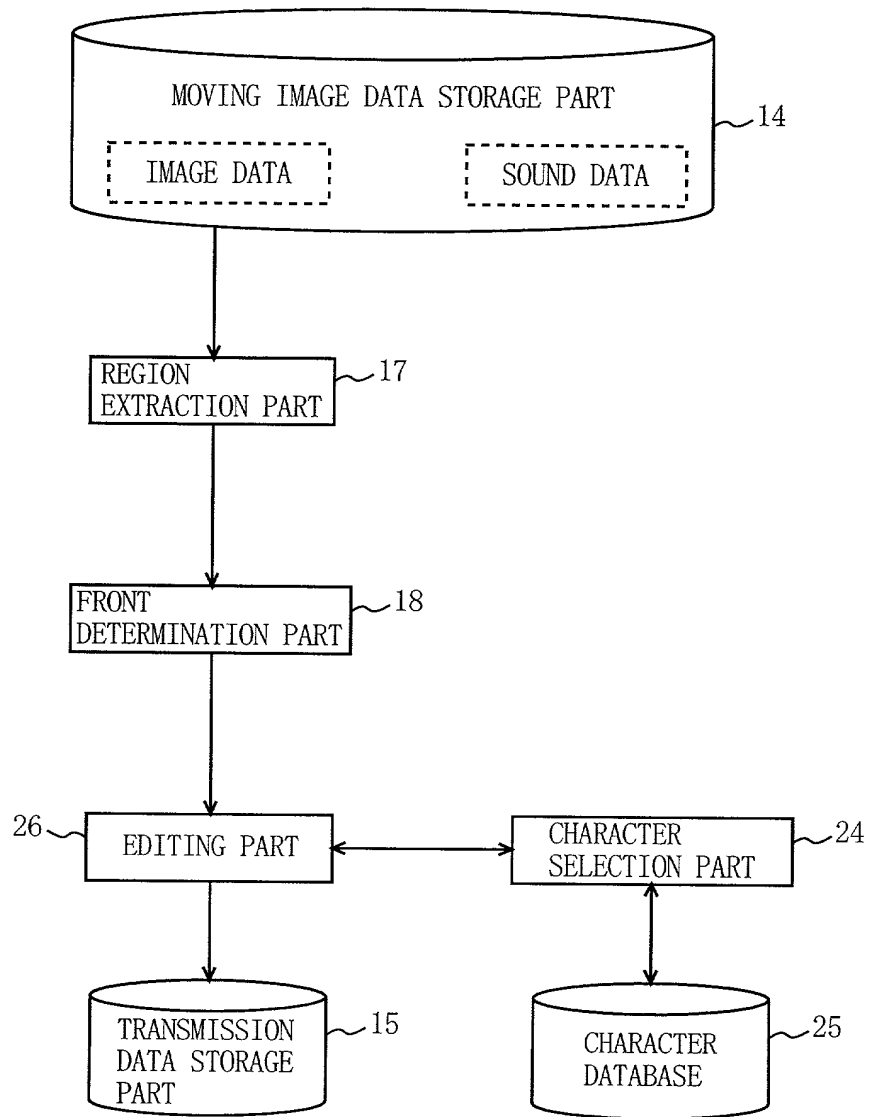 MOVING IMAGE DATA STORAGE PART
14
IMAGE DATA
SOUND DATA
REGION
EXTRACTION PART
17
FRONT
DETERMINATION PART
18
26
EDITING PART
CHARACTER
SELECTION PART
24
TRANSMISSION
DATA STORAGE
PART
15
CHARACTER
DATABASE
25